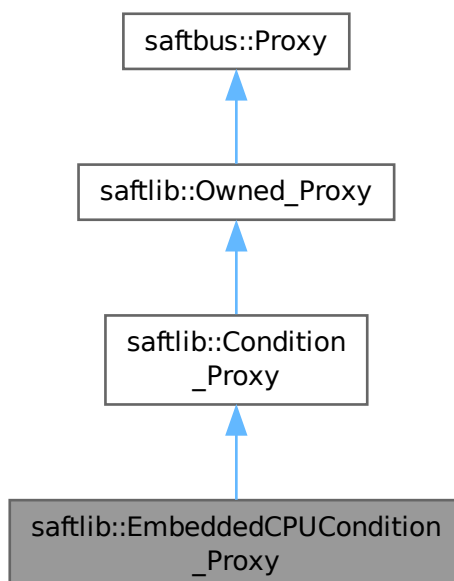 saftbus::Proxy
saftlib::Owned_Proxy
saftlib::Condition
_Proxy
saftlib::EmbeddedCPUCondition
_Proxy